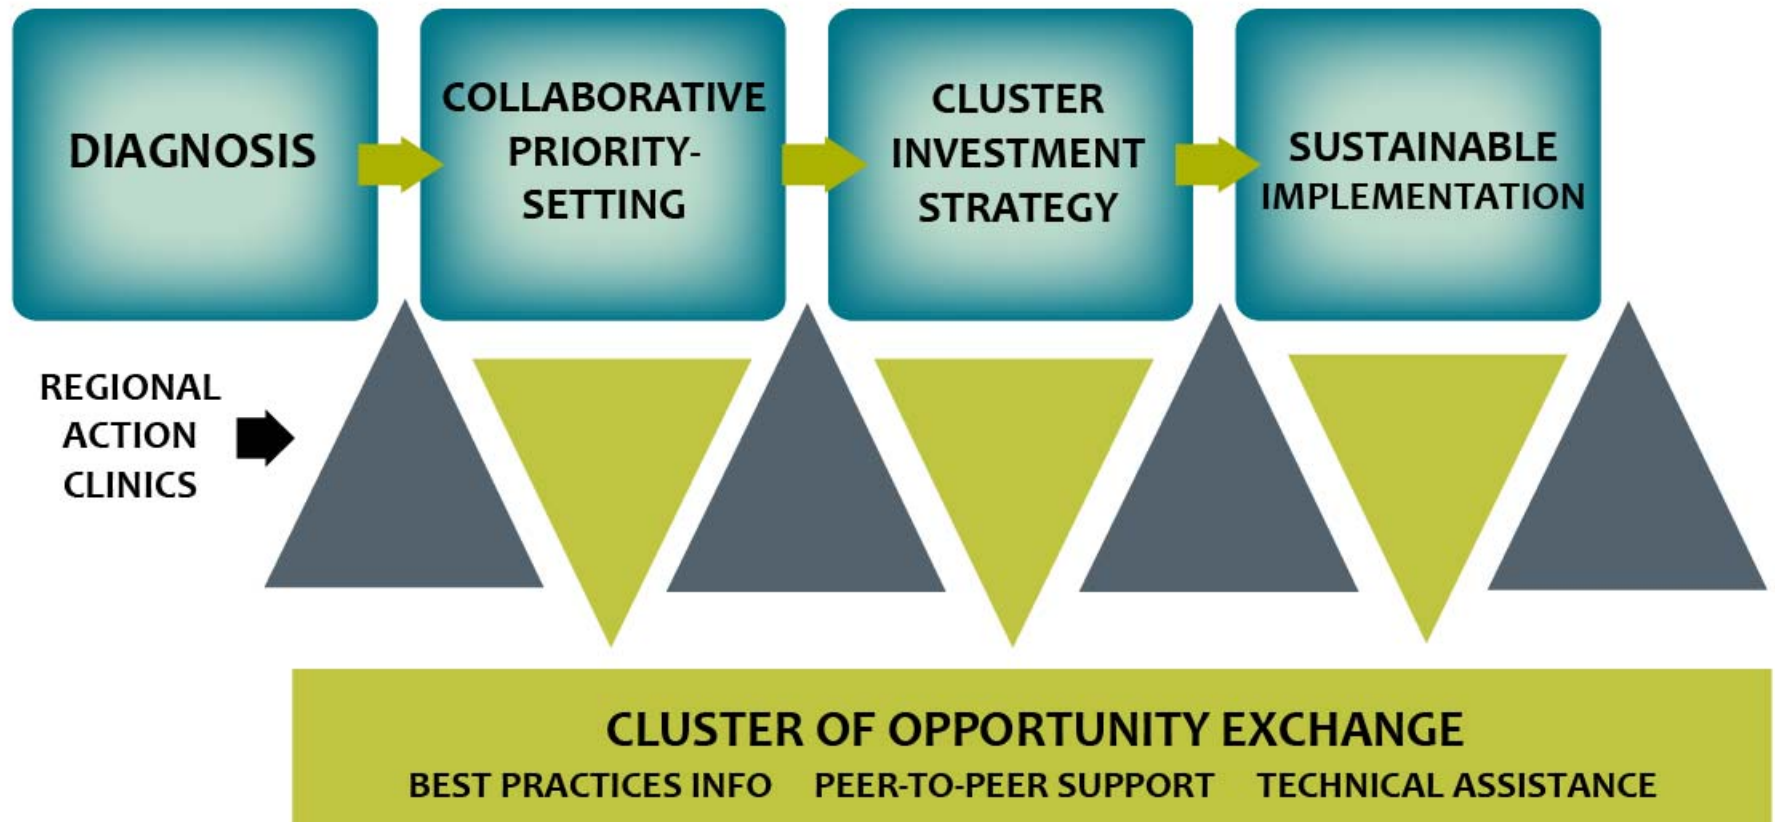 DIAGNOSIS
COLLABORATIVE
PRIORITY-
SETTING
CLUSTER
INVESTMENT
STRATEGY
SUSTAINABLE
IMPLEMENTATION
REGIONAL
ACTION
CLINICS
CLUSTER OF OPPORTUNITY EXCHANGE
BEST PRACTICES INFO PEER-TO-PEER SUPPORT TECHNICAL ASSISTANCE